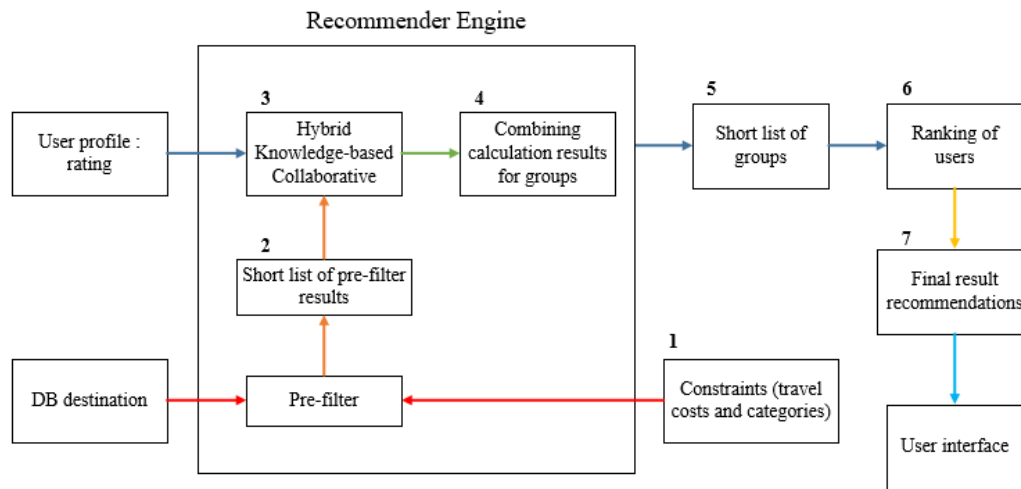 Recommender Engine
3
4
5
6
User profile :
rating
Hybrid
Knowledge-based
Collaborative
Combining
calculation results
for groups
Short list of
groups
Ranking of
users
2
Short list of pre-filter
results
7
Final result
recommendations
1
DB destination
Pre-filter
Constraints (travel
costs and categories)
User interface